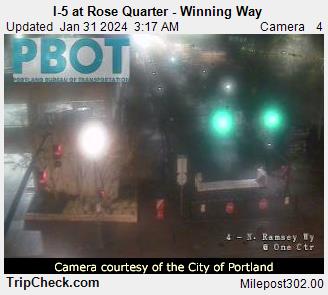 I-5 at Rose Quarter - Winning Way
Updated Jan 31 2024 3:17 AM Camera 4
PBOT
PORTLAND BUREAU OF TRANSPORTATION
4 - N. Ramsey Wy
@ One Ctr
Camera courtesy of the City of Portland
TripCheck.com Milepost302.00